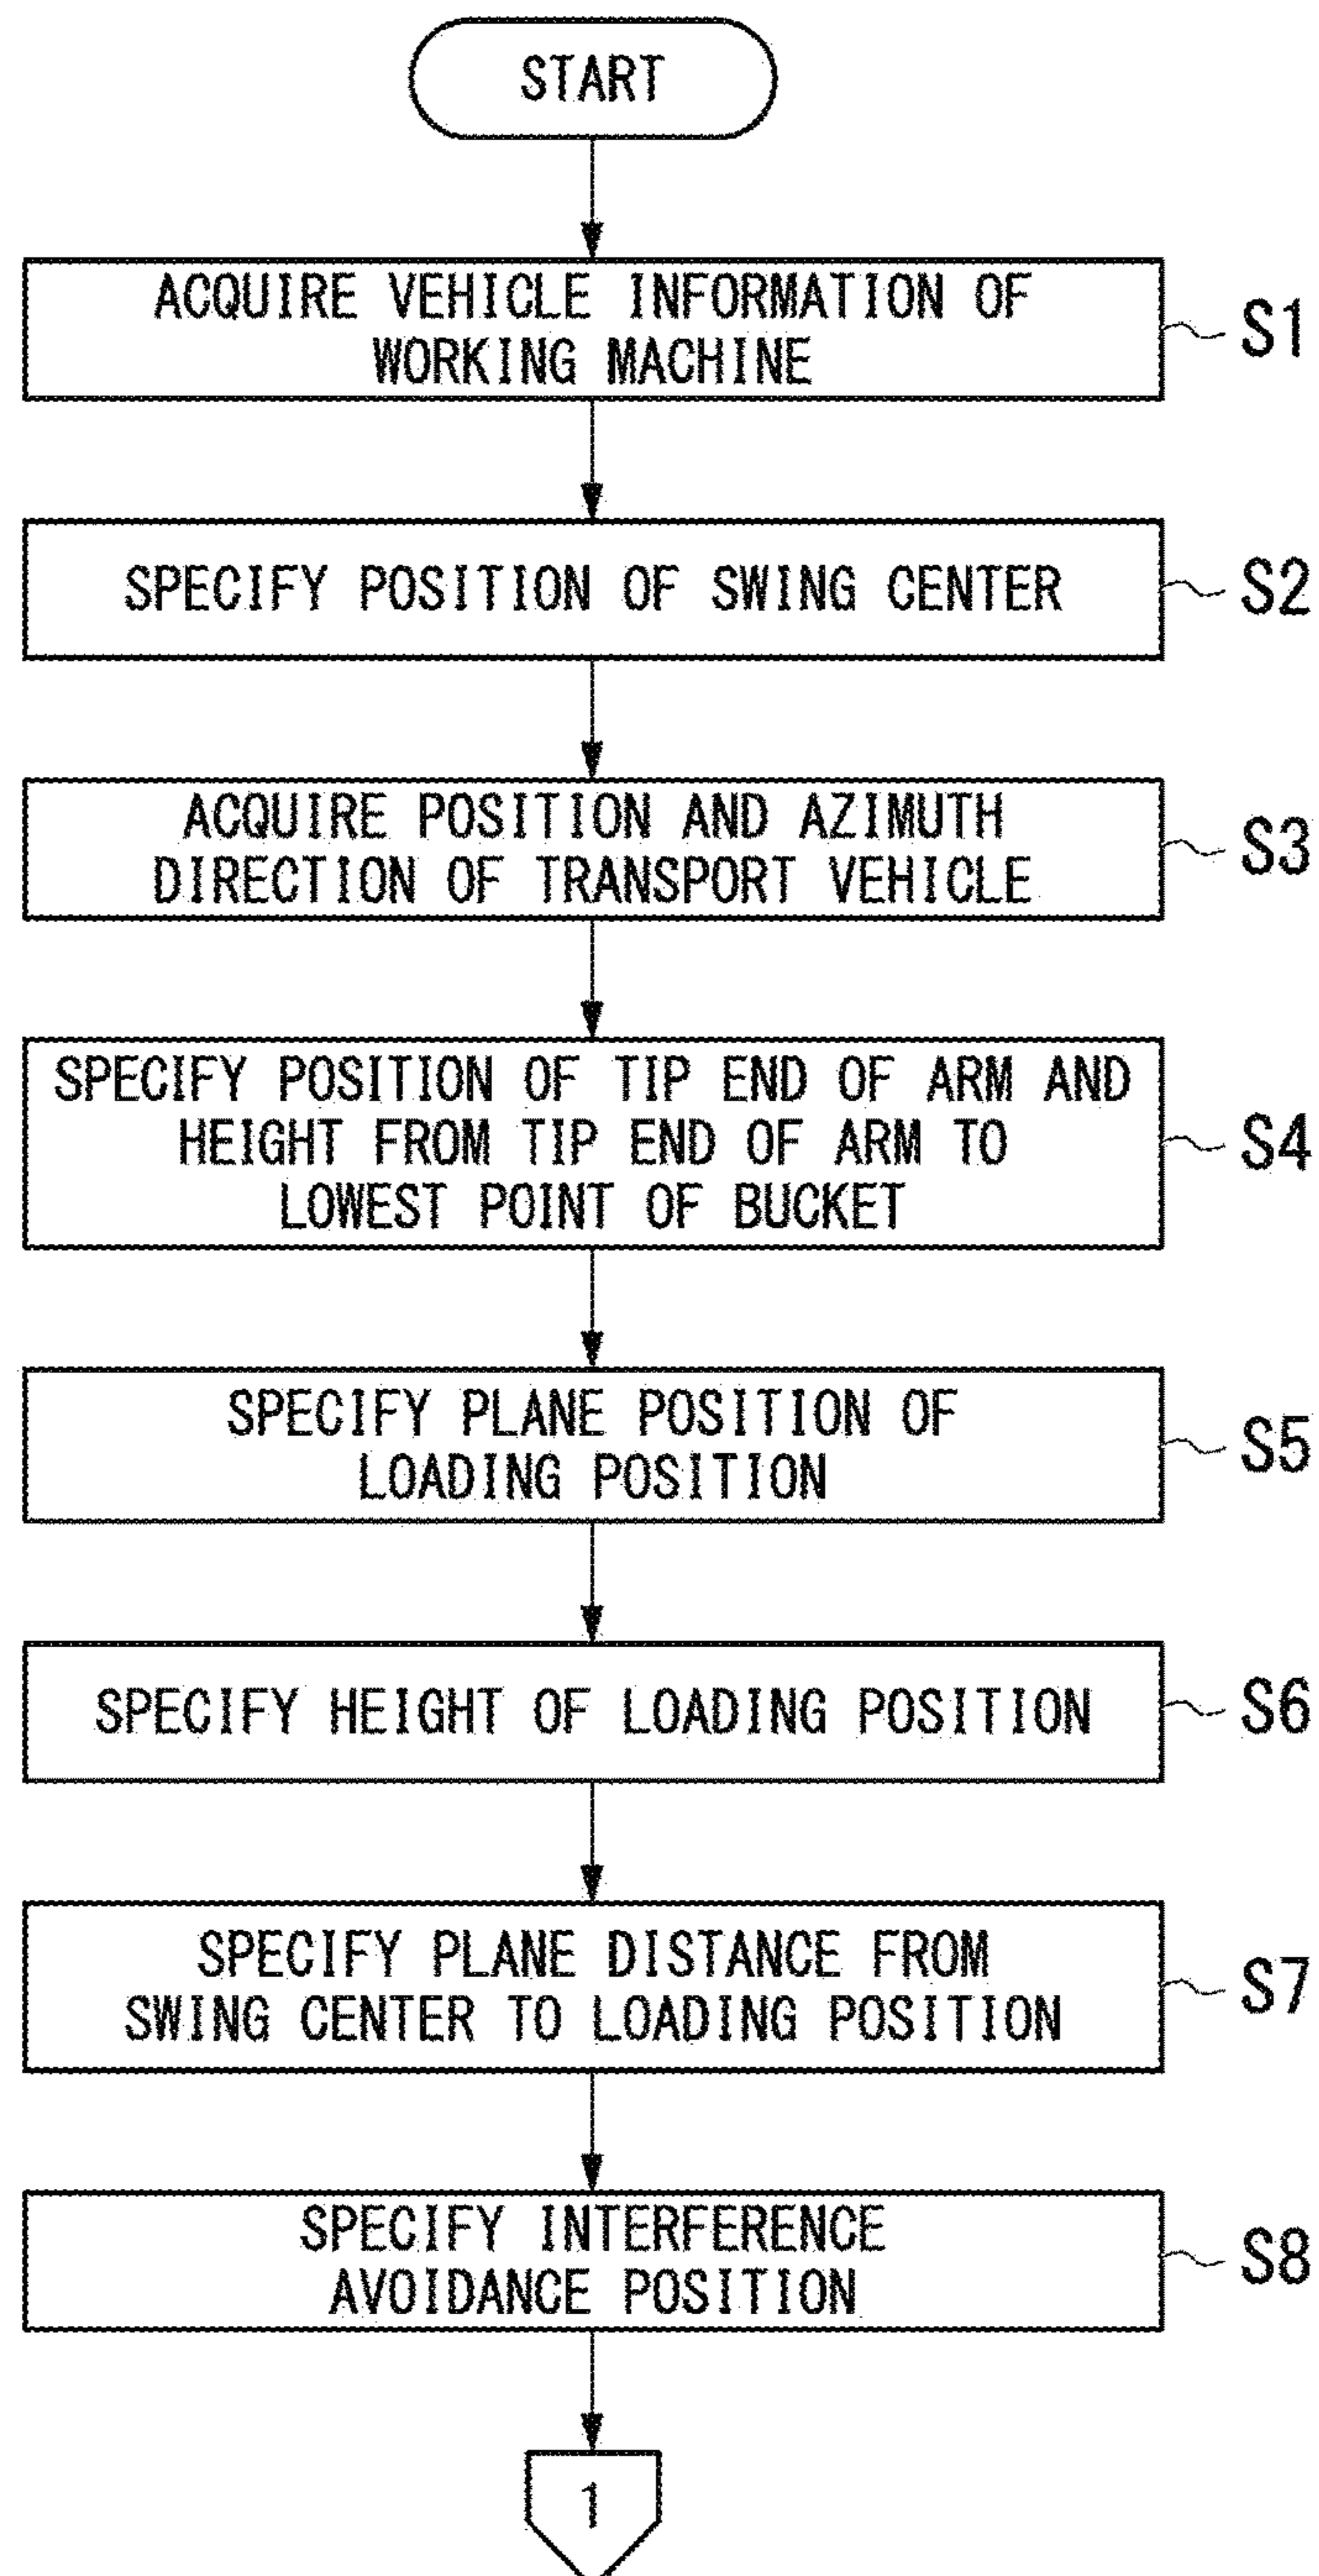 START
ACQUIRE VEHICLE INFORMATION OF
WORKING MACHINE
S1
SPECIFY POSITION OF SWING CENTER
S2
ACQUIRE POSITION AND AZIMUTH
DIRECTION OF TRANSPORT VEHICLE
S3
SPECIFY POSITION OF TIP END OF ARM AND
HEIGHT FROM TIP END OF ARM TO
LOWEST POINT OF BUCKET
S4
SPECIFY PLANE POSITION OF
LOADING POSITION
S5
SPECIFY HEIGHT OF LOADING POSITION
S6
SPECIFY PLANE DISTANCE FROM
SWING CENTER TO LOADING POSITION
S7
SPECIFY INTERFERENCE
AVOIDANCE POSITION
S8
1